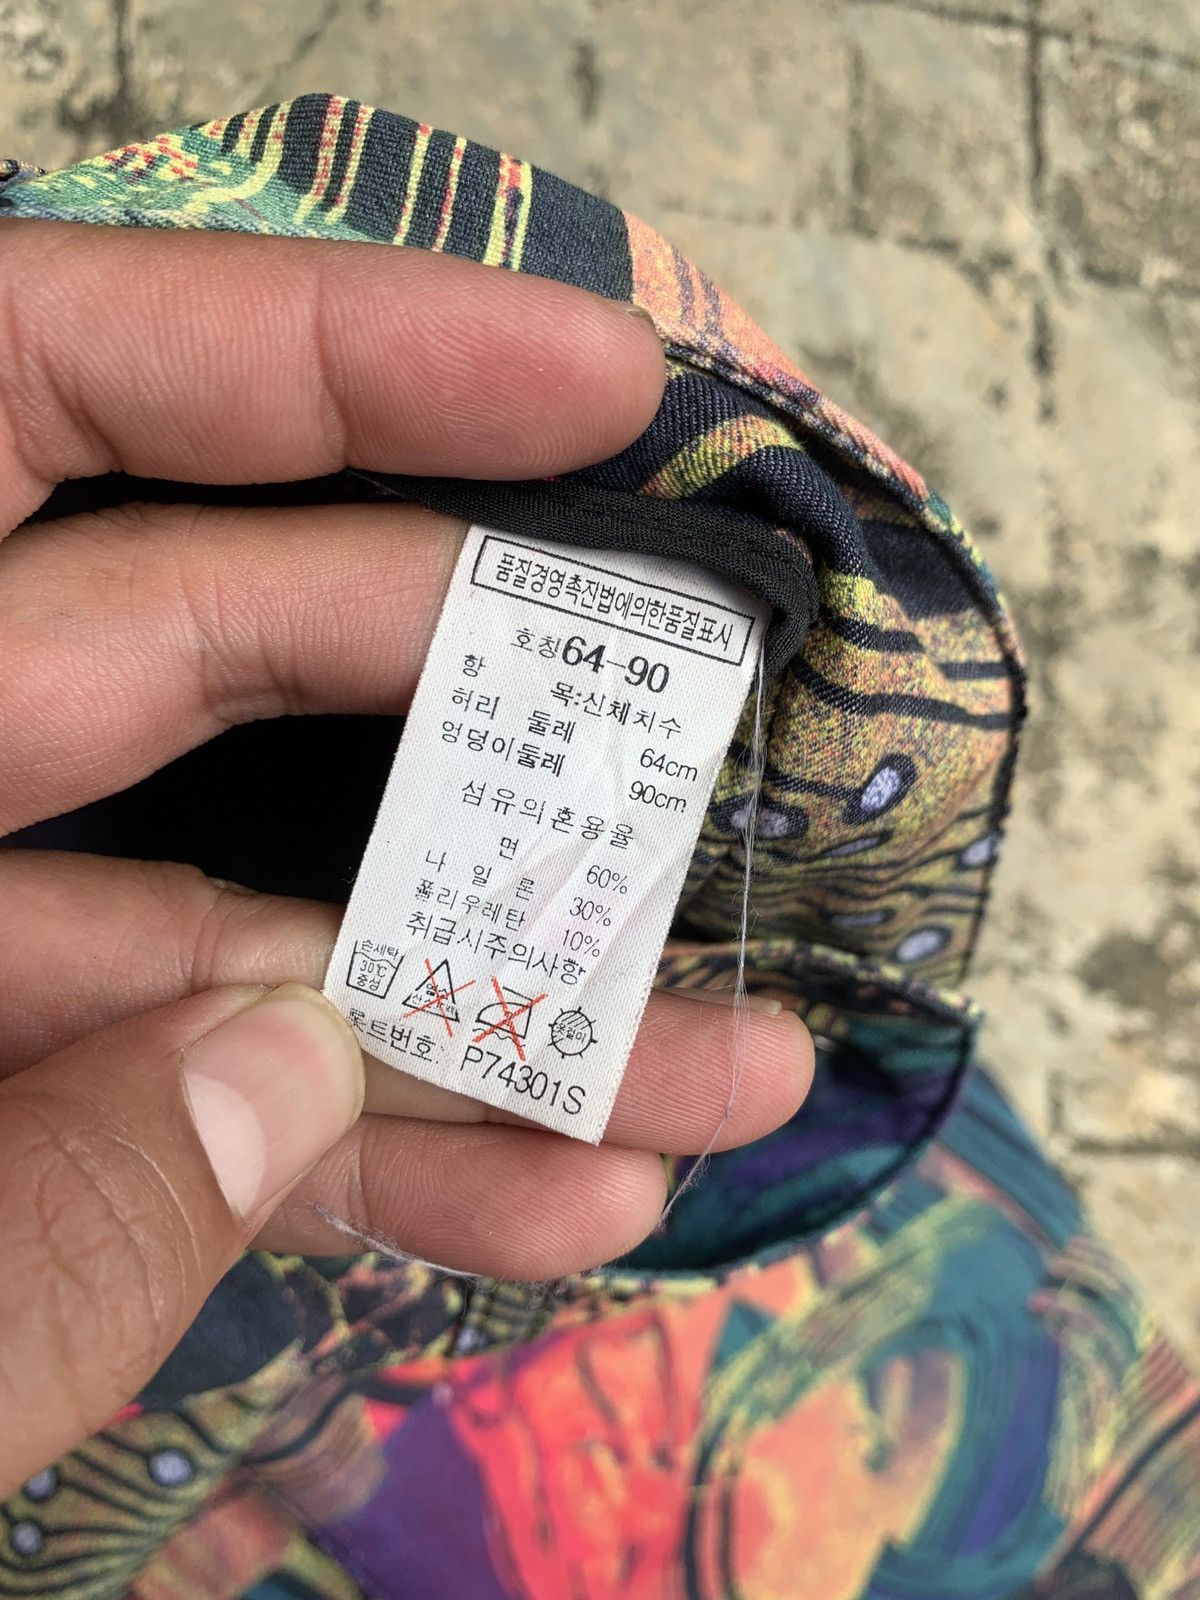 품질경영촉진법에의한품질표시
호칭64-90
항 목:신체치수
허리 둘레 64cm
엉덩이둘레 90cm
섬유의혼용율
면 60%
나 일 론 30%
폴리우레탄 10%
취급시주의사항
손세탁
30℃
중성
옷걸이
로트번호: P74301S